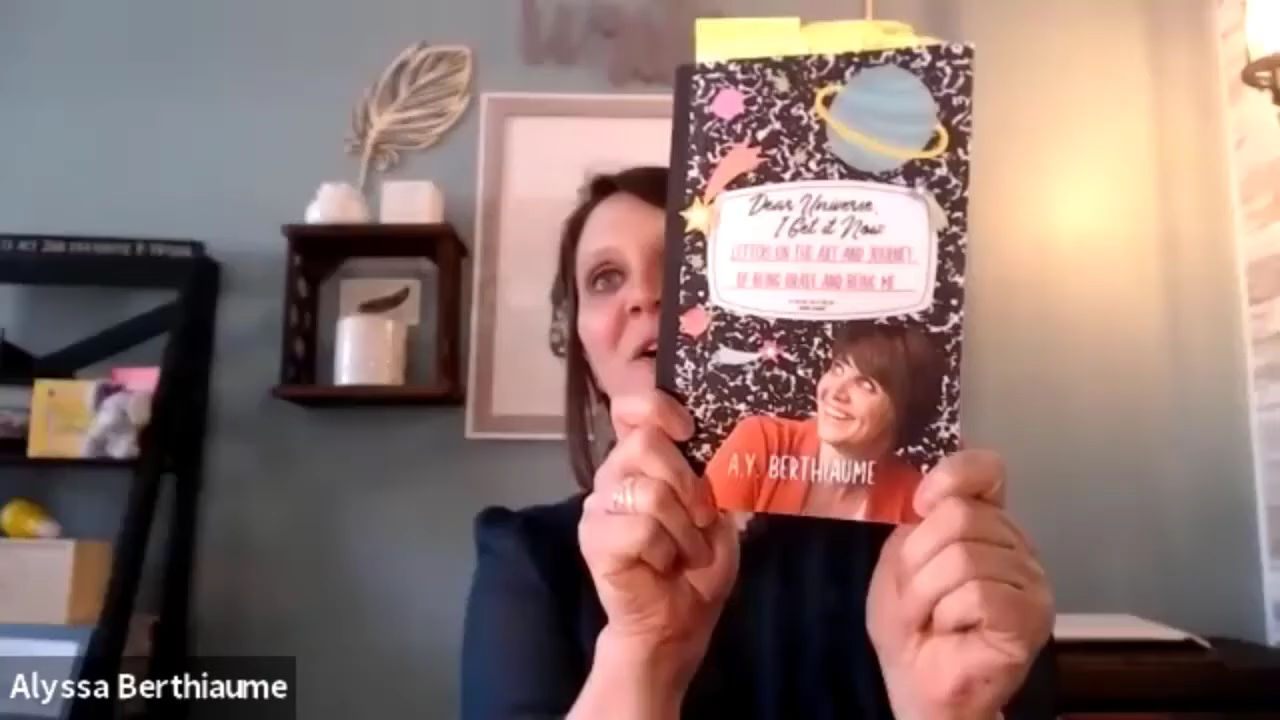 Dear Universe,
I Get it Now
LETTERS ON THE ART AND JOURNEY
OF BEING BRAVE AND BEING ME
A.Y. BERTHIAUME
Alyssa Berthiaume